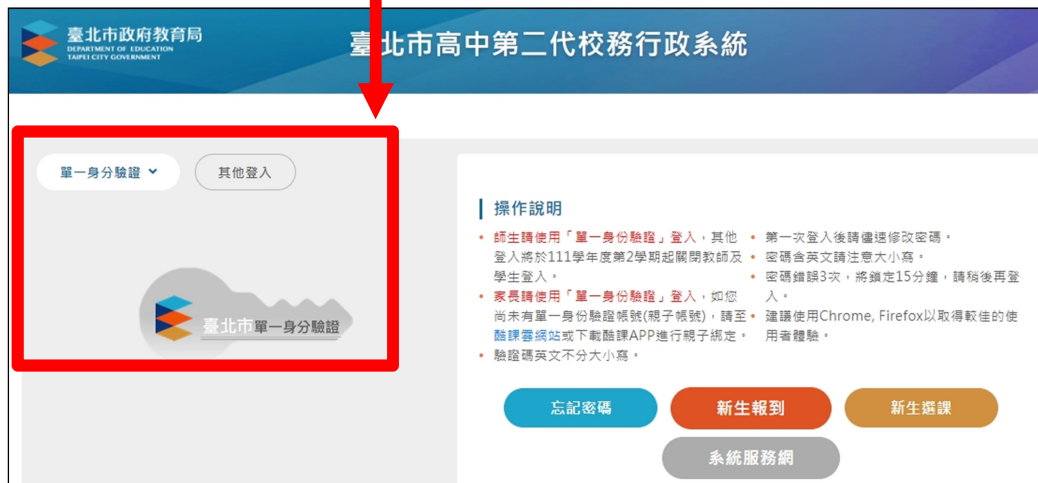 臺北市政府教育局
DEPARTMENT OF EDUCATION
TAIPEI CITY GOVERNMENT
臺北市高中第二代校務行政系統
單一身分驗證
其他登入
臺北市單一身分驗證
操作說明
師生請使用「單一身份驗證」登入，其他
登入將於111學年度第2學期起關閉教師及
學生登入。
家長請使用「單一身份驗證」登入，如您
尚未有單一身份驗證帳號(親子帳號)，請至
酷課雲網站或下載酷課APP進行親子綁定。
驗證碼英文不分大小寫。
第一次登入後請儘速修改密碼。
密碼含英文請注意大小寫。
密碼錯誤3次，將鎖定15分鐘，請稍後再登
入。
建議使用Chrome, Firefox以取得較佳的使
用者體驗。
忘記密碼
新生報到
新生選課
系統服務網